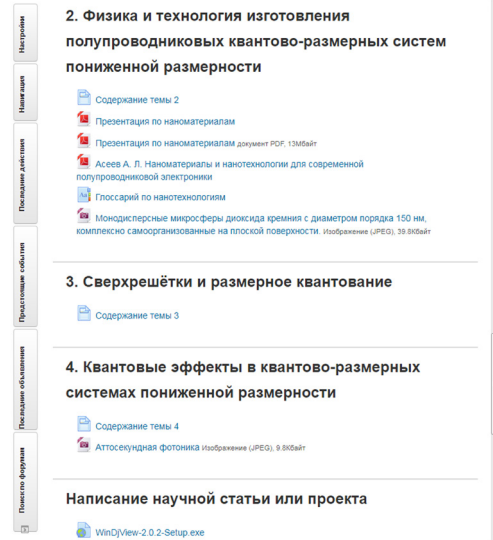 Настройки
Навигация
Последние действия
Предстоящие события
Последние объявления
Поиск по форумам
2. Физика и технология изготовления
полупроводниковых квантово-размерных систем
пониженной размерности
Содержание темы 2
Презентация по наноматериалам
Презентация по наноматериалам документ PDF, 13Мбайт
Асеев А. Л. Наноматериалы и нанотехнологии для современной
полупроводниковой электроники
Глоссарий по нанотехнологиям
Монодисперсные микросферы диоксида кремния с диаметром порядка 150 нм,
комплексно самоорганизованные на плоской поверхности. Изображение (JPEG), 39.8Кбайт
3. Сверхрешётки и размерное квантование
Содержание темы 3
4. Квантовые эффекты в квантово-размерных
системах пониженной размерности
Содержание темы 4
Аттосекундная фотоника Изображение (JPEG), 9.8Кбайт
Написание научной статьи или проекта
WinDjView-2.0.2-Setup.exe